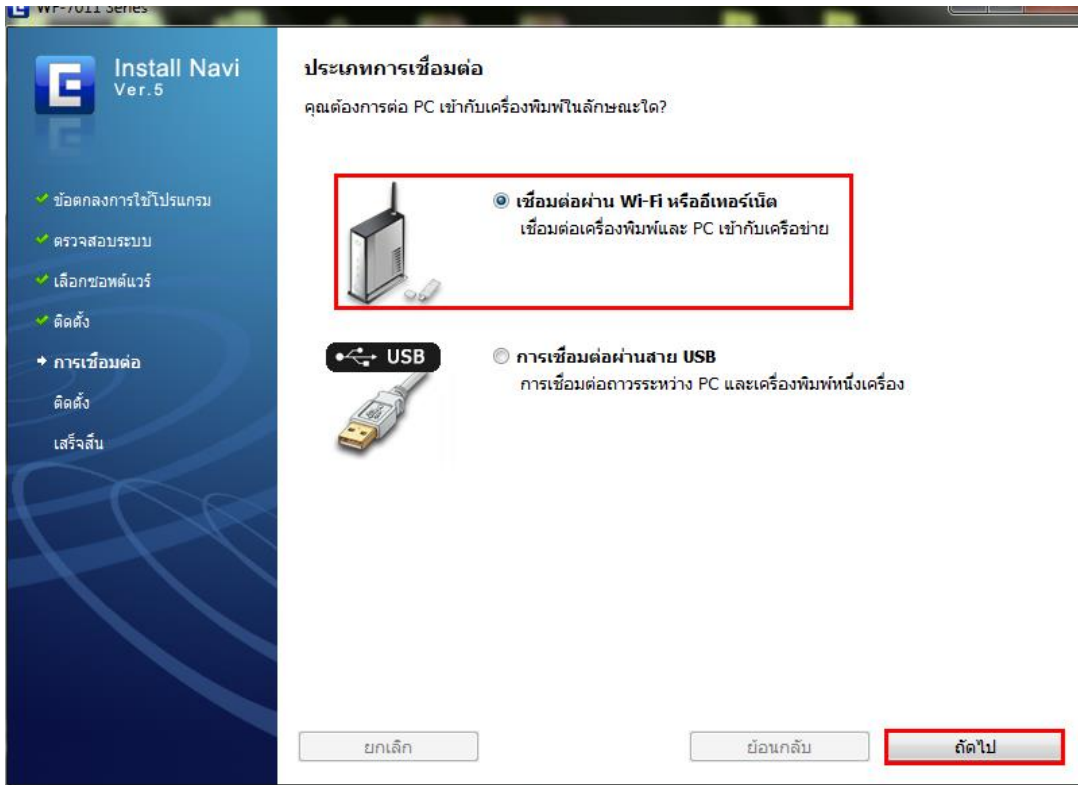 WF-7011 Series
Install Navi
Ver.5
ข้อตกลงการใช้โปรแกรม
ตรวจสอบระบบ
เลือกซอฟต์แวร์
ติดตั้ง
การเชื่อมต่อ
ติดตั้ง
เสร็จสิ้น
ประเภทการเชื่อมต่อ
คุณต้องการต่อ PC เข้ากับเครื่องพิมพ์ในลักษณะใด?
เชื่อมต่อผ่าน Wi-Fi หรืออีเทอร์เน็ต
เชื่อมต่อเครื่องพิมพ์และ PC เข้ากับเครือข่าย
USB
การเชื่อมต่อผ่านสาย USB
การเชื่อมต่อถาวรระหว่าง PC และเครื่องพิมพ์หนึ่งเครื่อง
ยกเลิก
ย้อนกลับ
ถัดไป